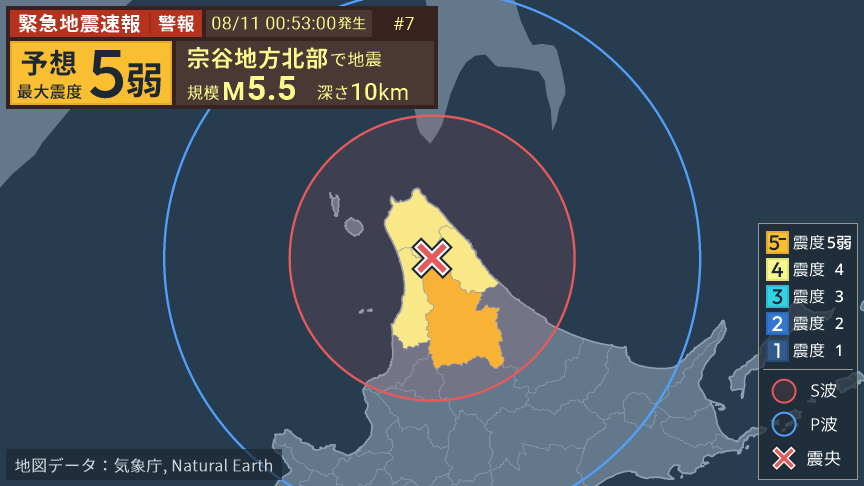 緊急地震速報 警報 08/11 00:53:00発生 #7
予想
最大震度 5弱
宗谷地方北部で地震
規模 M5.5 深さ10km
5- 震度5弱
4 震度 4
3 震度 3
2 震度 2
1 震度 1
S波
P波
震央
地図データ：気象庁, Natural Earth